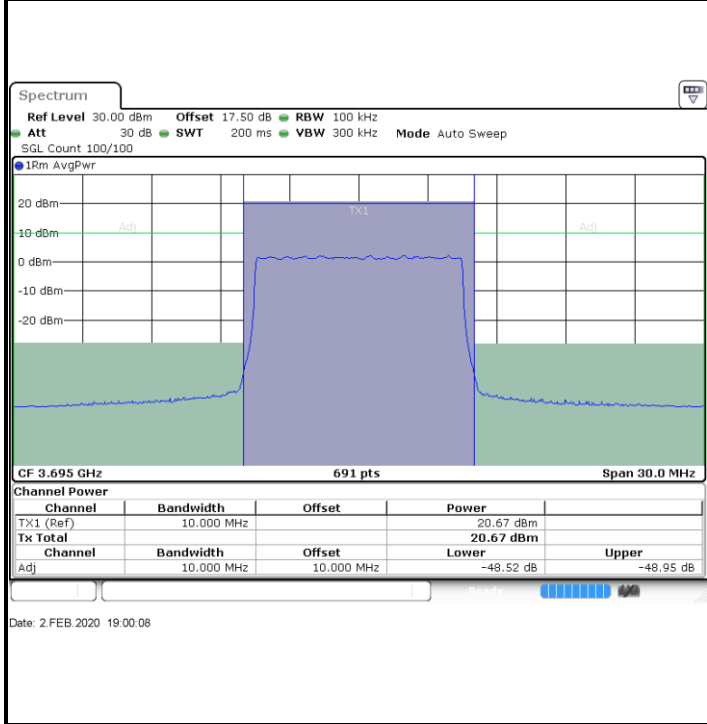 Spectrum
Ref Level 30.00 dBm Offset 17.50 dB RBW 100 kHz
Att 30 dB SWT 200 ms VBW 300 kHz Mode Auto Sweep
SGL Count 100/100
1Rm AvgPwr
TX1
20 dBm
Adj Adj
10 dBm
0 dBm
-10 dBm
-20 dBm
CF 3.695 GHz 691 pts Span 30.0 MHz
Channel Power
Channel Bandwidth Offset Power
TX1 (Ref) 10.000 MHz 20.67 dBm
Tx Total 20.67 dBm
Channel Bandwidth Offset Lower Upper
Adj 10.000 MHz 10.000 MHz -48.52 dB -48.95 dB
Ready
Date: 2.FEB.2020 19:00:08